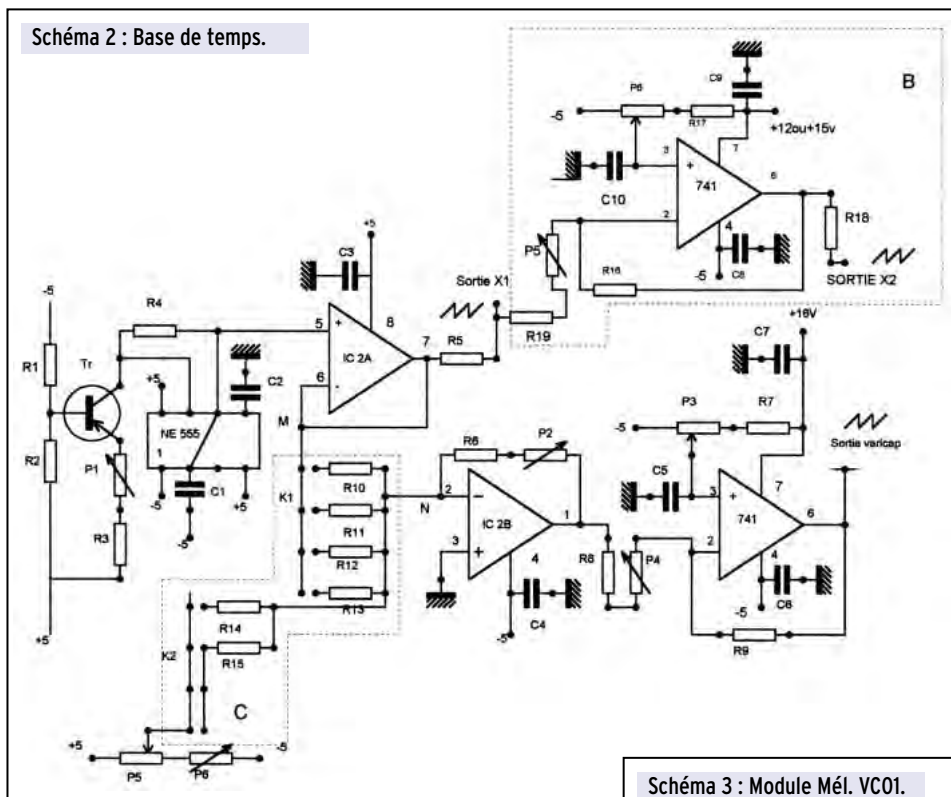 Schéma 2 : Base de temps.
B
C9
P6
-5
R17
+12ou+15v
3
7
+
741
6
C10
2
4
R18
P5
-5
C8
SORTIE X2
R16
+5
C3
Sortie X1
R19
-5
R4
5
+
8
7
R5
IC 2A
6
-
R1
Tr
+5
C2
NE 555
1
R2
P1
C1
-5
+5
-5
R3
+5
M
K1
R10
R11
R12
R13
N
R6
P2
2
-
IC 2B
1
3
+
4
C4
-5
R8
P4
+16V
C7
P3
R7
-5
Sortie varicap
C5
3
+
7
741
6
2
4
-5
C6
R9
K2
R14
R15
C
+5
-5
P5
P6
Schéma 3 : Module Mél. VCO1.